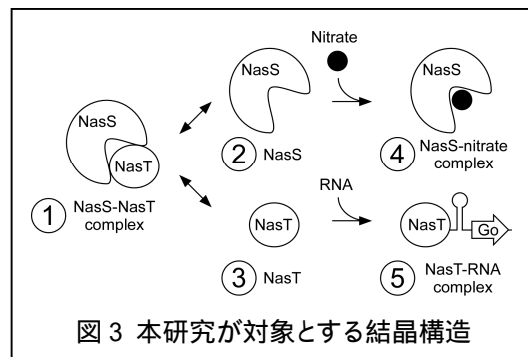 Nitrate
NasS
NasS
NasS
NasT
② NasS
④ NasS-nitrate
complex
① NasS-NasT
complex
RNA
NasT
NasT
Go
③ NasT
⑤ NasT-RNA
complex
図 3 本研究が対象とする結晶構造